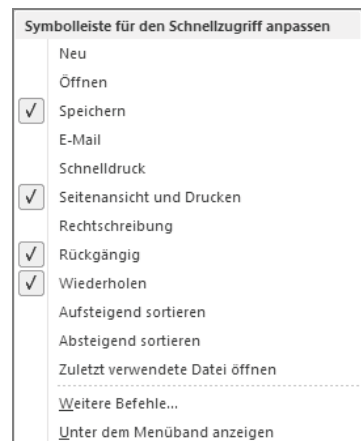 Symbolleiste für den Schnellzugriff anpassen
Neu
Öffnen
Speichern
E-Mail
Schnelldruck
Seitenansicht und Drucken
Rechtschreibung
Rückgängig
Wiederholen
Aufsteigend sortieren
Absteigend sortieren
Zuletzt verwendete Datei öffnen
Weitere Befehle...
Unter dem Menüband anzeigen